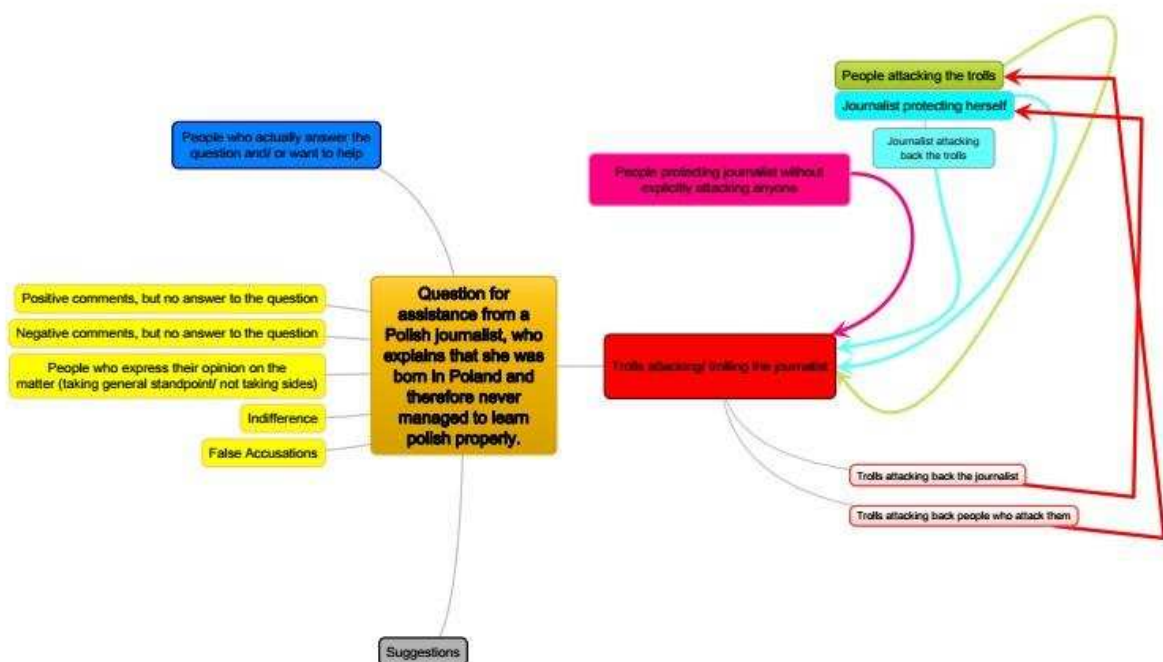 People attacking the trolls
Journalist protecting herself
Journalist attacking
back the trolls
People who actually answer the
question and/ or want to help
People protecting journalist without
explicitly attacking anyone
Positive comments, but no answer to the question
Negative comments, but no answer to the question
People who express their opinion on the
matter (taking general standpoint/ not taking sides)
Indifference
False Accusations
Question for
assistance from a
Polish journalist, who
explains that she was
born in Poland and
therefore never
managed to learn
polish properly.
Trolls attacking/ trolling the journalist
Trolls attacking back the journalist
Trolls attacking back people who attack them
Suggestions